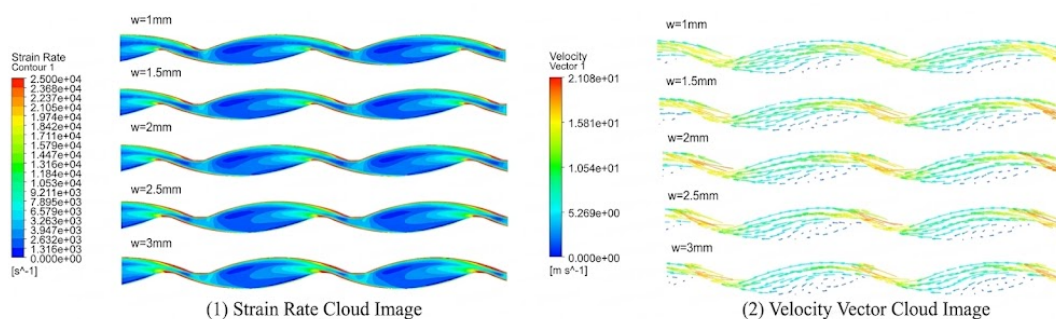 w=1mm
Strain Rate
Contour 1
2.500e+04
2.368e+04
2.237e+04
2.105e+04
1.974e+04
1.842e+04
1.711e+04
1.579e+04
1.447e+04
1.316e+04
1.184e+04
1.053e+04
9.211e+03
7.895e+03
6.579e+03
5.263e+03
3.947e+03
2.632e+03
1.316e+03
0.000e+00
[s^-1]
w=1.5mm
w=2mm
w=2.5mm
w=3mm
(1) Strain Rate Cloud Image
w=1mm
Velocity
Vector 1
2.108e+01
1.581e+01
1.054e+01
5.269e+00
0.000e+00
[m s^-1]
w=1.5mm
w=2mm
w=2.5mm
w=3mm
(2) Velocity Vector Cloud Image